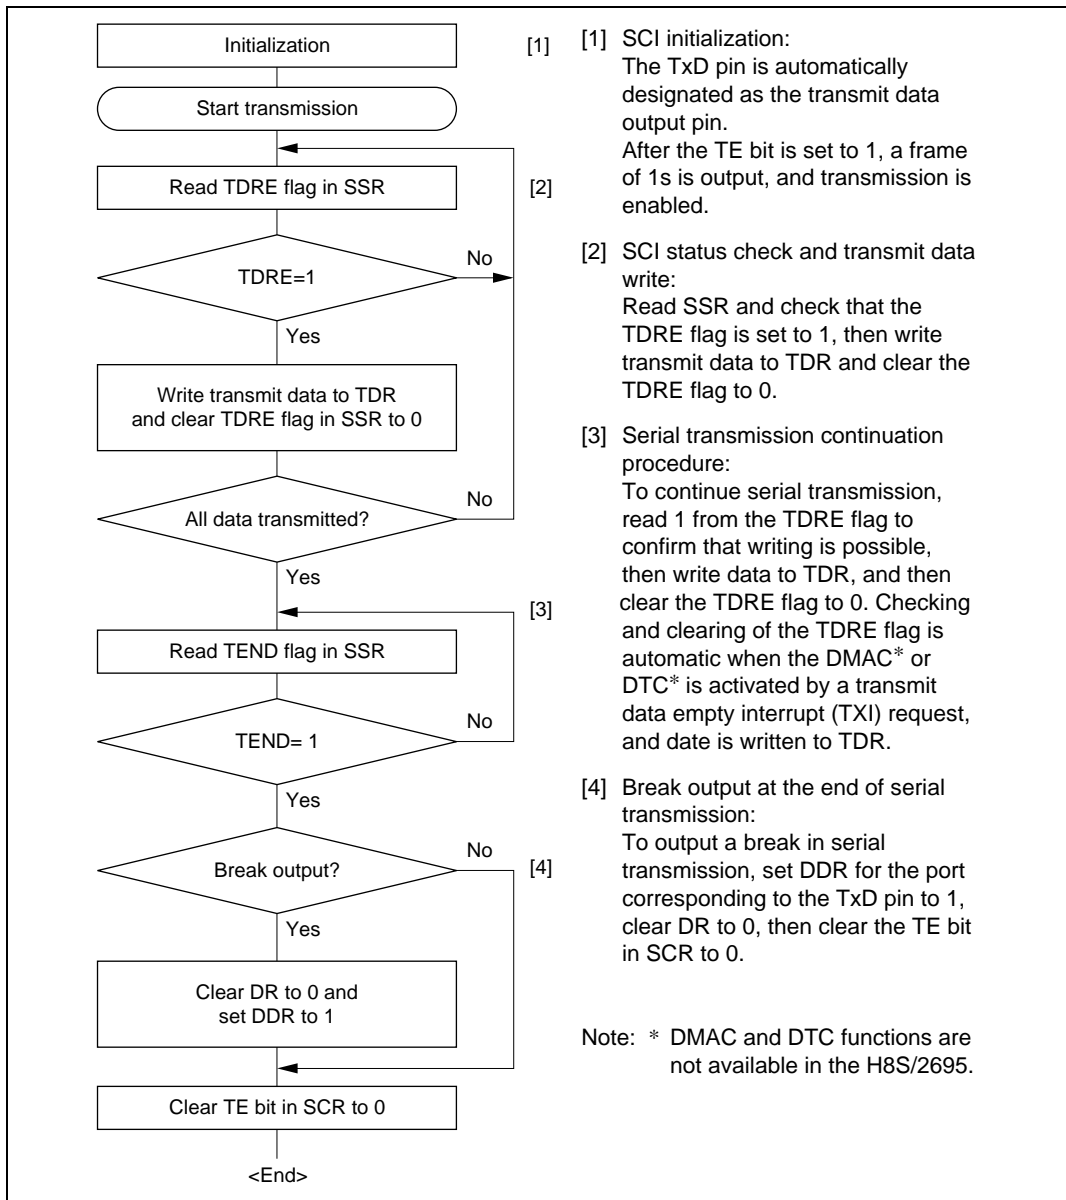 Initialization
[1]
Start transmission
Read TDRE flag in SSR
[2]
TDRE=1
No
Yes
Write transmit data to TDR
and clear TDRE flag in SSR to 0
All data transmitted?
No
Yes
[3]
Read TEND flag in SSR
TEND= 1
No
Yes
Break output?
No
[4]
Yes
Clear DR to 0 and
set DDR to 1
Clear TE bit in SCR to 0
<End>
[1] SCI initialization:
The TxD pin is automatically
designated as the transmit data
output pin.
After the TE bit is set to 1, a frame
of 1s is output, and transmission is
enabled.
[2] SCI status check and transmit data
write:
Read SSR and check that the
TDRE flag is set to 1, then write
transmit data to TDR and clear the
TDRE flag to 0.
[3] Serial transmission continuation
procedure:
To continue serial transmission,
read 1 from the TDRE flag to
confirm that writing is possible,
then write data to TDR, and then
clear the TDRE flag to 0. Checking
and clearing of the TDRE flag is
automatic when the DMAC* or
DTC* is activated by a transmit
data empty interrupt (TXI) request,
and date is written to TDR.
[4] Break output at the end of serial
transmission:
To output a break in serial
transmission, set DDR for the port
corresponding to the TxD pin to 1,
clear DR to 0, then clear the TE bit
in SCR to 0.
Note: * DMAC and DTC functions are
not available in the H8S/2695.